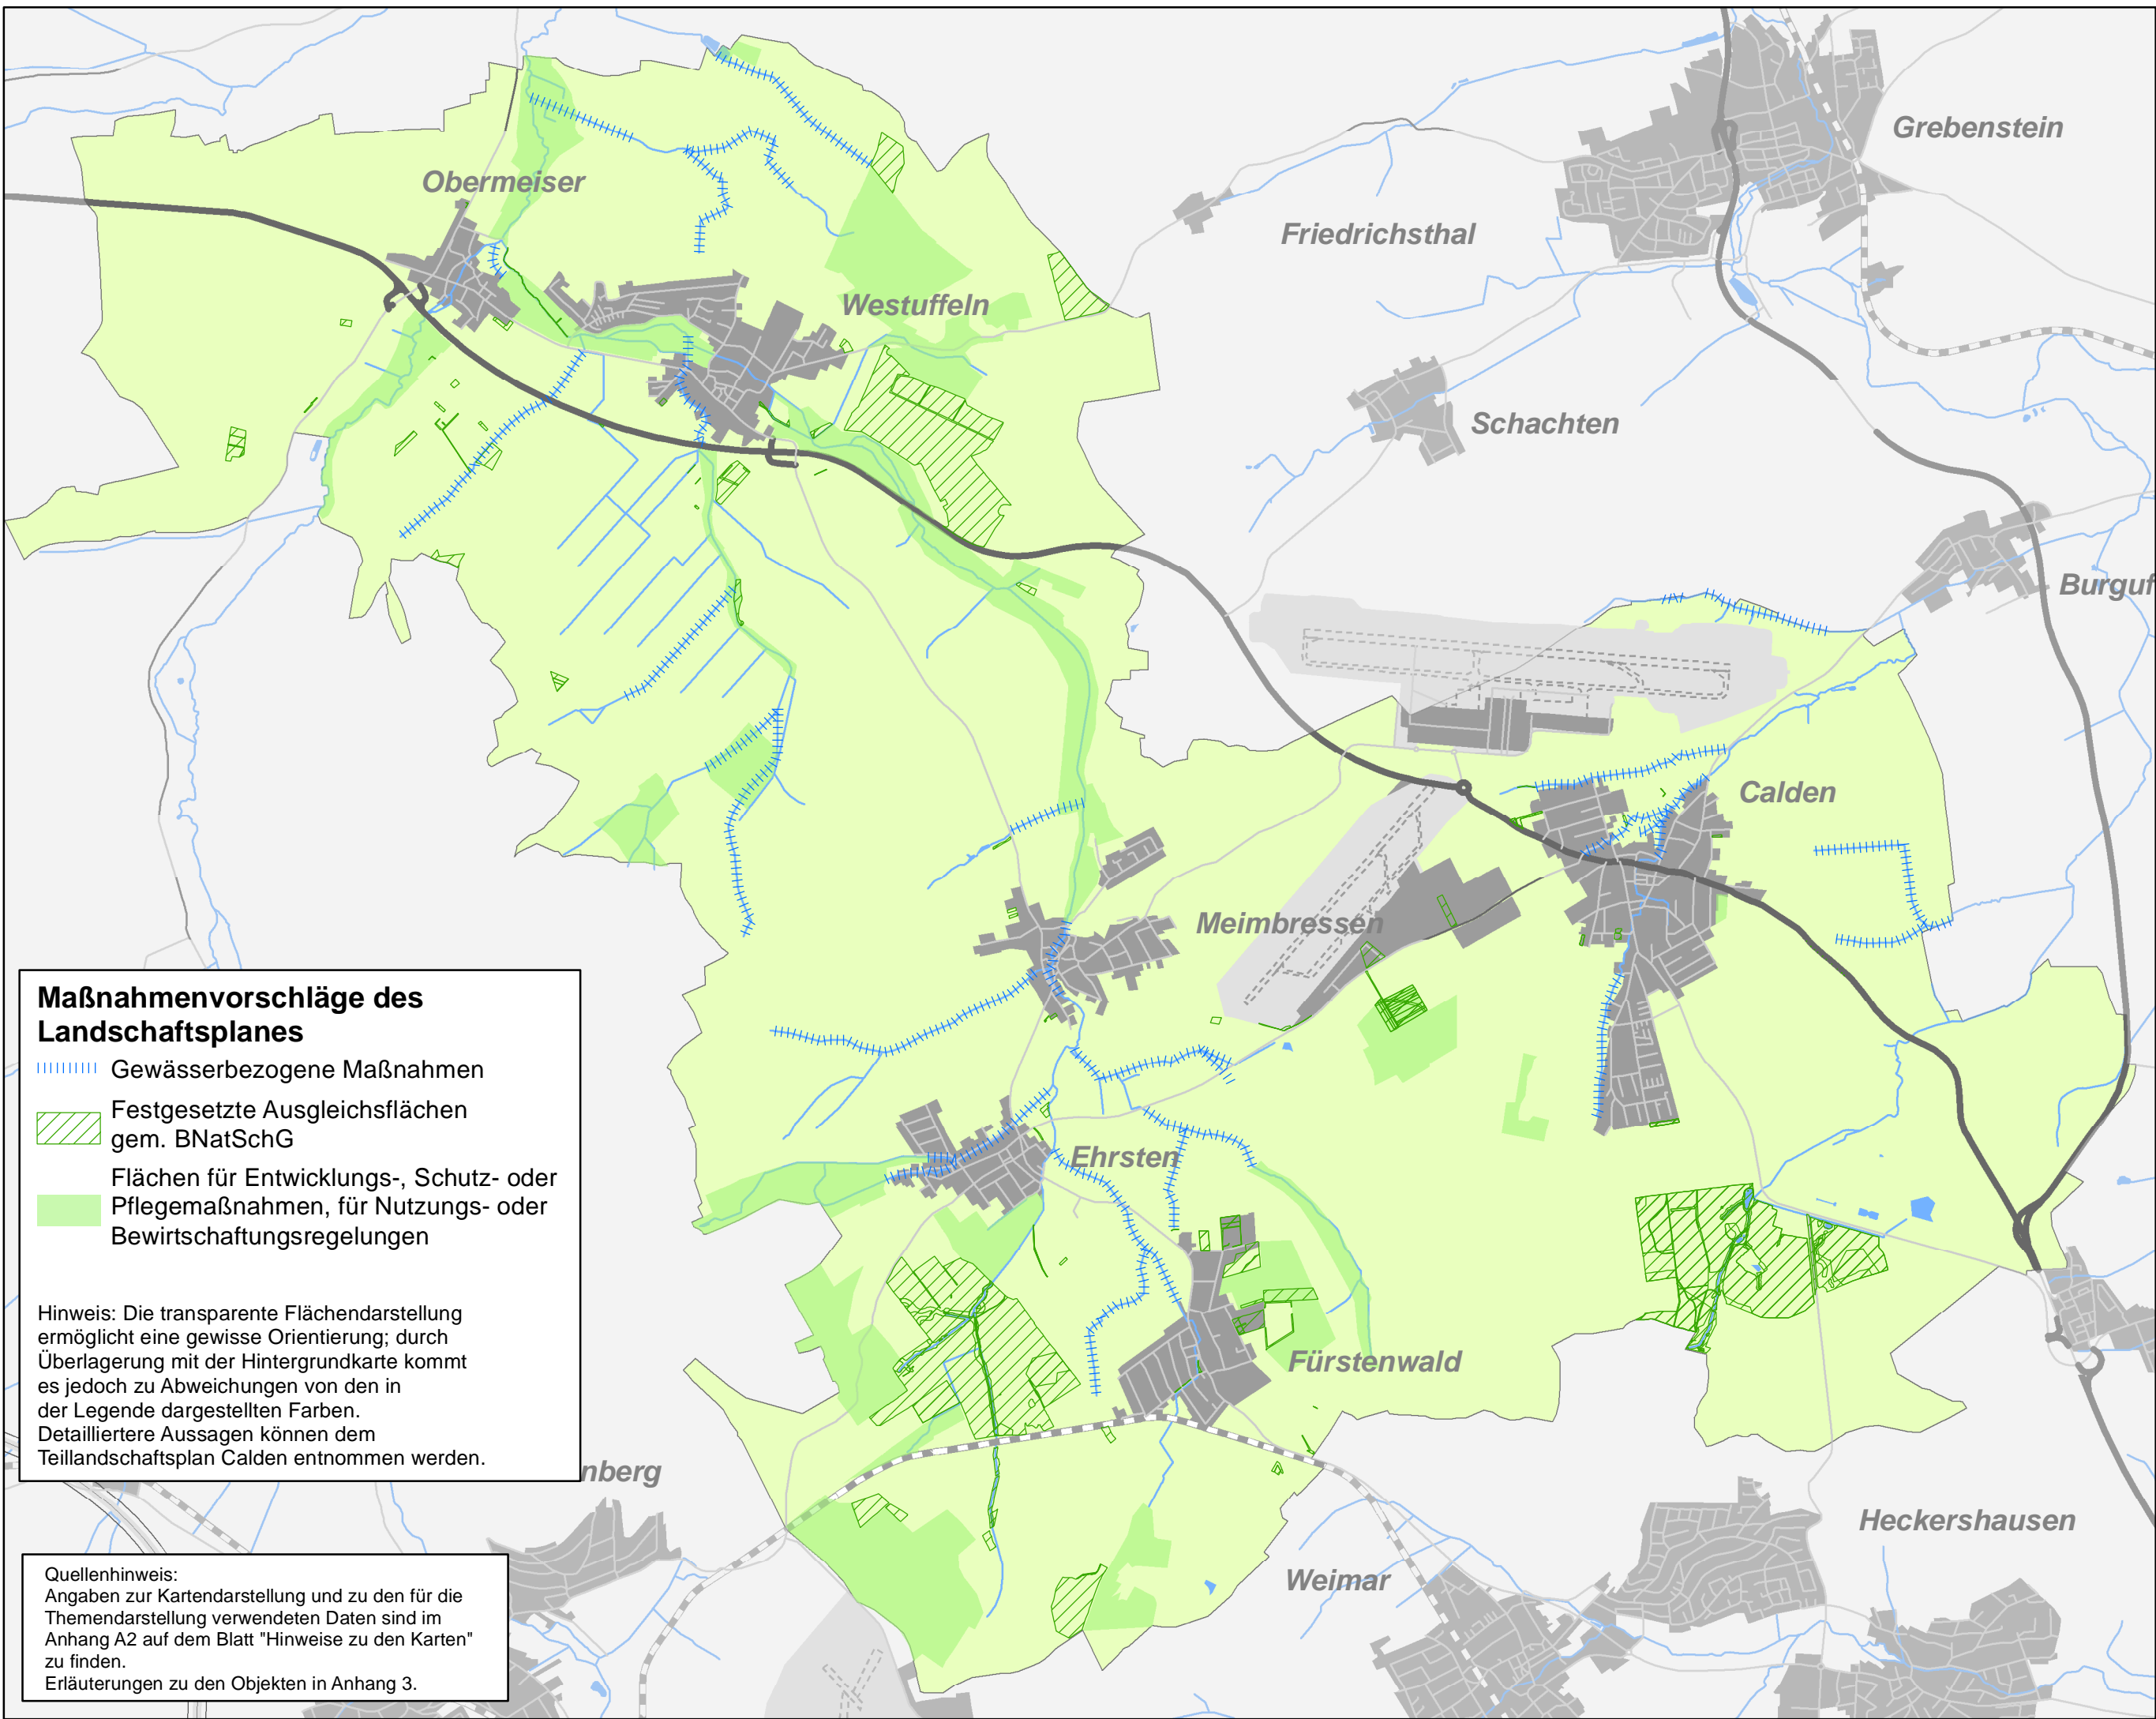 Grebenstein
Obermeiser
Friedrichsthal
Westuffeln
Schachten
Burguf
Calden
Meimbressen
Ehrsten
Fürstenwald
nberg
Heckershausen
Weimar
Maßnahmenvorschläge des
Landschaftsplanes
Gewässerbezogene Maßnahmen
Festgesetzte Ausgleichsflächen
gem. BNatSchG
Flächen für Entwicklungs-, Schutz- oder
Pflegemaßnahmen, für Nutzungs- oder
Bewirtschaftungsregelungen
Hinweis: Die transparente Flächendarstellung
ermöglicht eine gewisse Orientierung; durch
Überlagerung mit der Hintergrundkarte kommt
es jedoch zu Abweichungen von den in
der Legende dargestellten Farben.
Detailliertere Aussagen können dem
Teillandschaftsplan Calden entnommen werden.
Quellenhinweis:
Angaben zur Kartendarstellung und zu den für die
Themendarstellung verwendeten Daten sind im
Anhang A2 auf dem Blatt "Hinweise zu den Karten"
zu finden.
Erläuterungen zu den Objekten in Anhang 3.